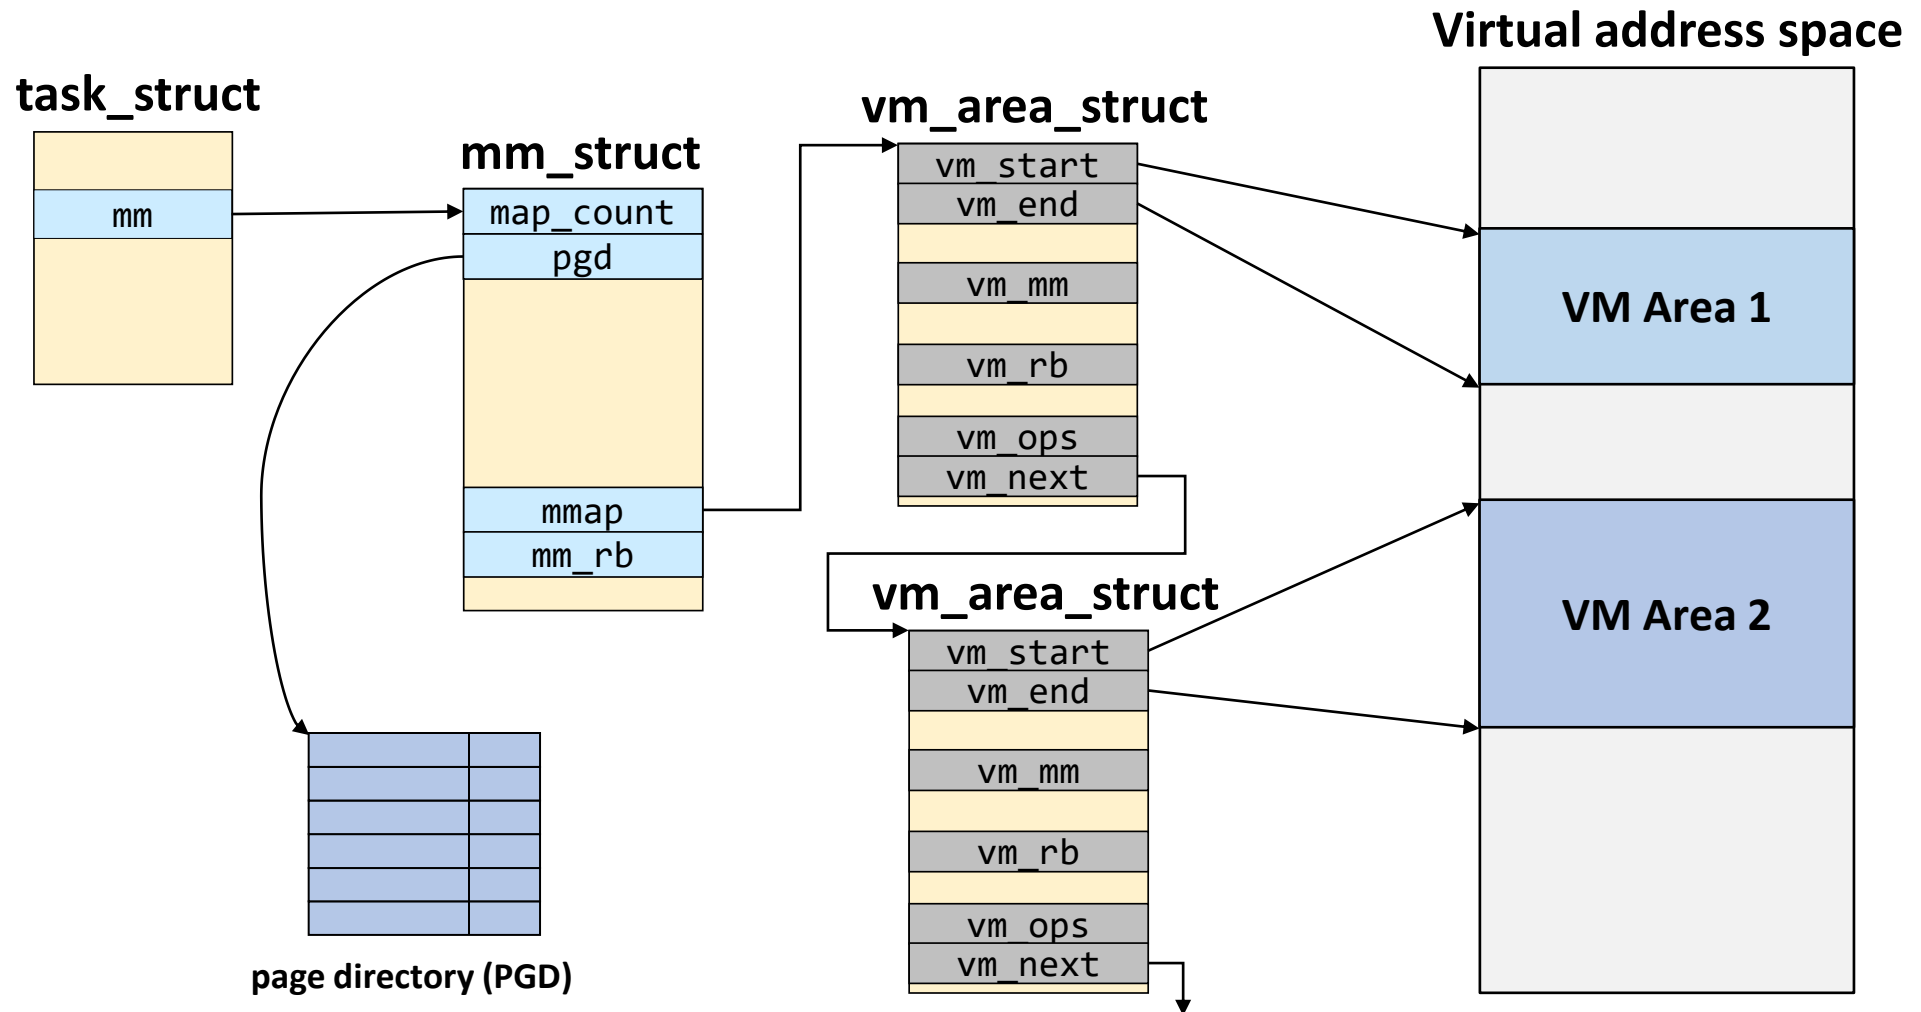 Virtual address space
task_struct
mm
mm_struct
map_count
pgd
mmap
mm_rb
page directory (PGD)
vm_area_struct
vm_start
vm_end
vm_mm
vm_rb
vm_ops
vm_next
vm_area_struct
vm_start
vm_end
vm_mm
vm_rb
vm_ops
vm_next
VM Area 1
VM Area 2